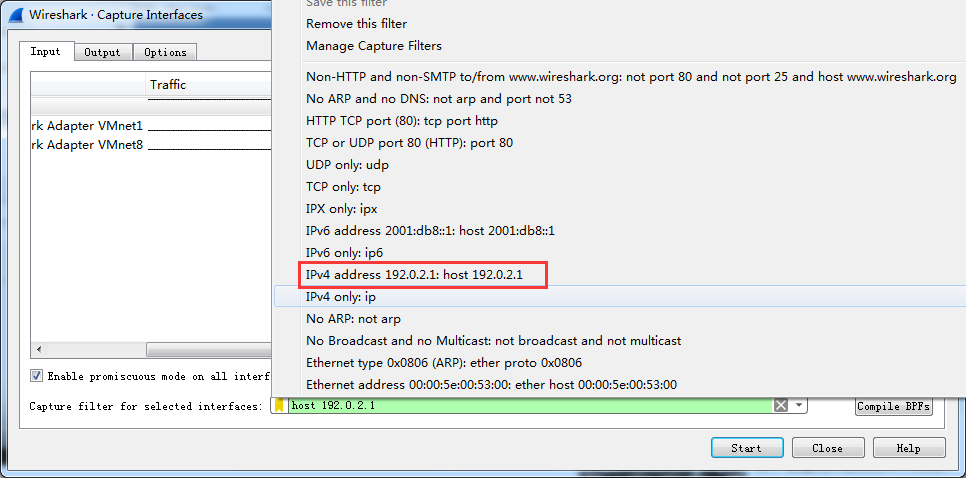 Wireshark · Capture Interfaces
Save this filter
Remove this filter
Manage Capture Filters
Input
Output
Options
Traffic
Non-HTTP and non-SMTP to/from www.wireshark.org: not port 80 and not port 25 and host www.wireshark.org
No ARP and no DNS: not arp and port not 53
rk Adapter VMnet1
HTTP TCP port (80): tcp port http
rk Adapter VMnet8
TCP or UDP port 80 (HTTP): port 80
UDP only: udp
TCP only: tcp
IPX only: ipx
IPv6 address 2001:db8::1: host 2001:db8::1
IPv6 only: ip6
IPv4 address 192.0.2.1: host 192.0.2.1
IPv4 only: ip
No ARP: not arp
No Broadcast and no Multicast: not broadcast and not multicast
Ethernet type 0x0806 (ARP): ether proto 0x0806
Enable promiscuous mode on all interf
Ethernet address 00:00:5e:00:53:00: ether host 00:00:5e:00:53:00
Capture filter for selected interfaces:
host 192.0.2.1
Compile BPFs
Start
Close
Help